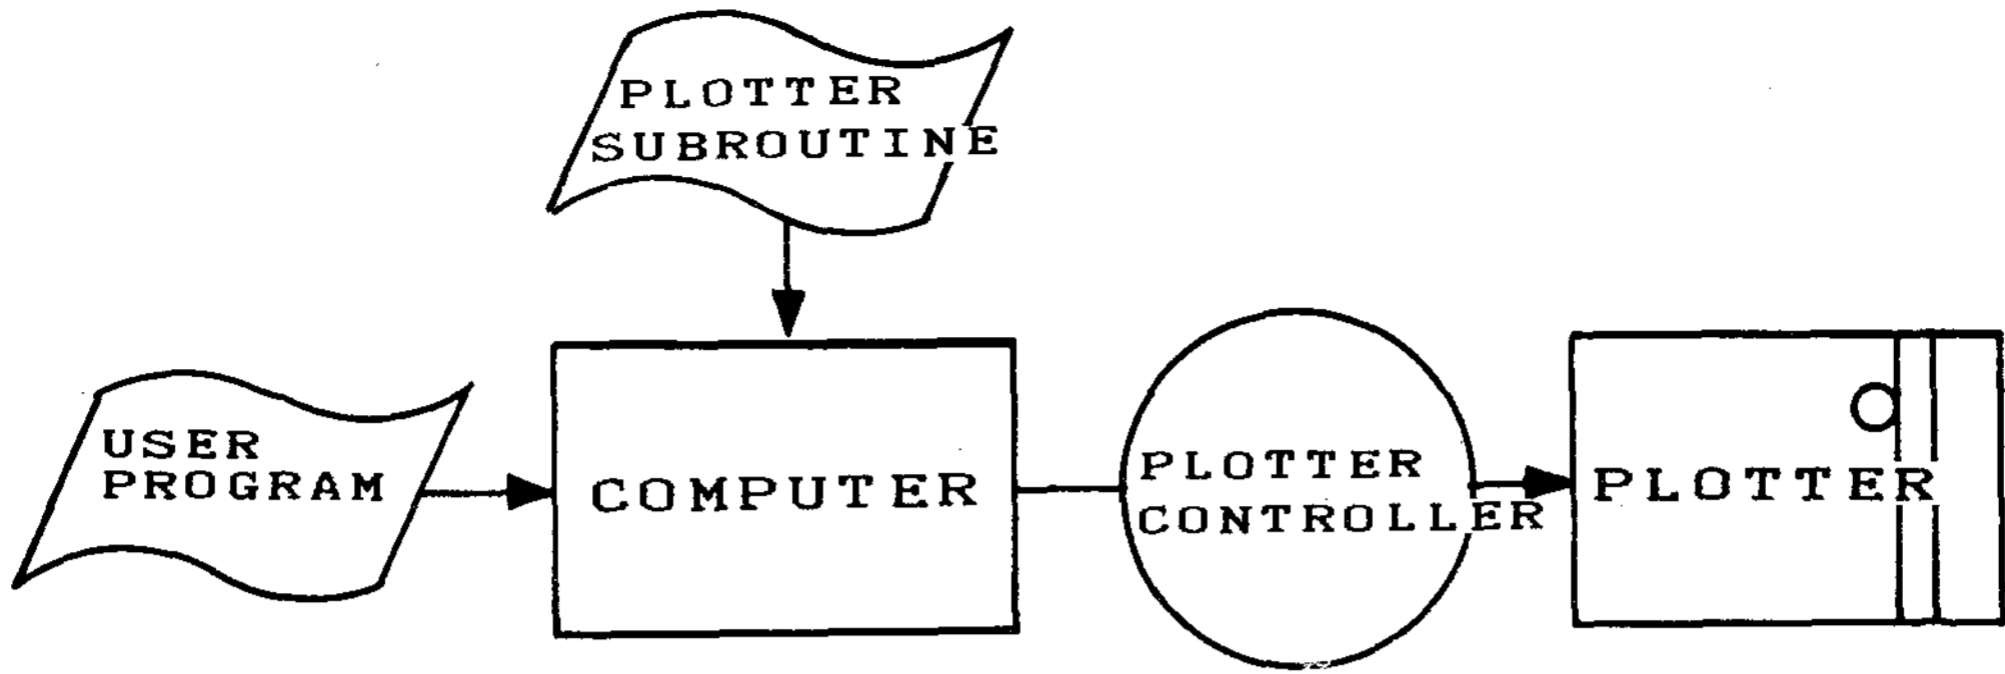 PLOTTER
SUBROUTINE
USER
PROGRAM
COMPUTER
PLOTTER
CONTROLLER
PLOTTER